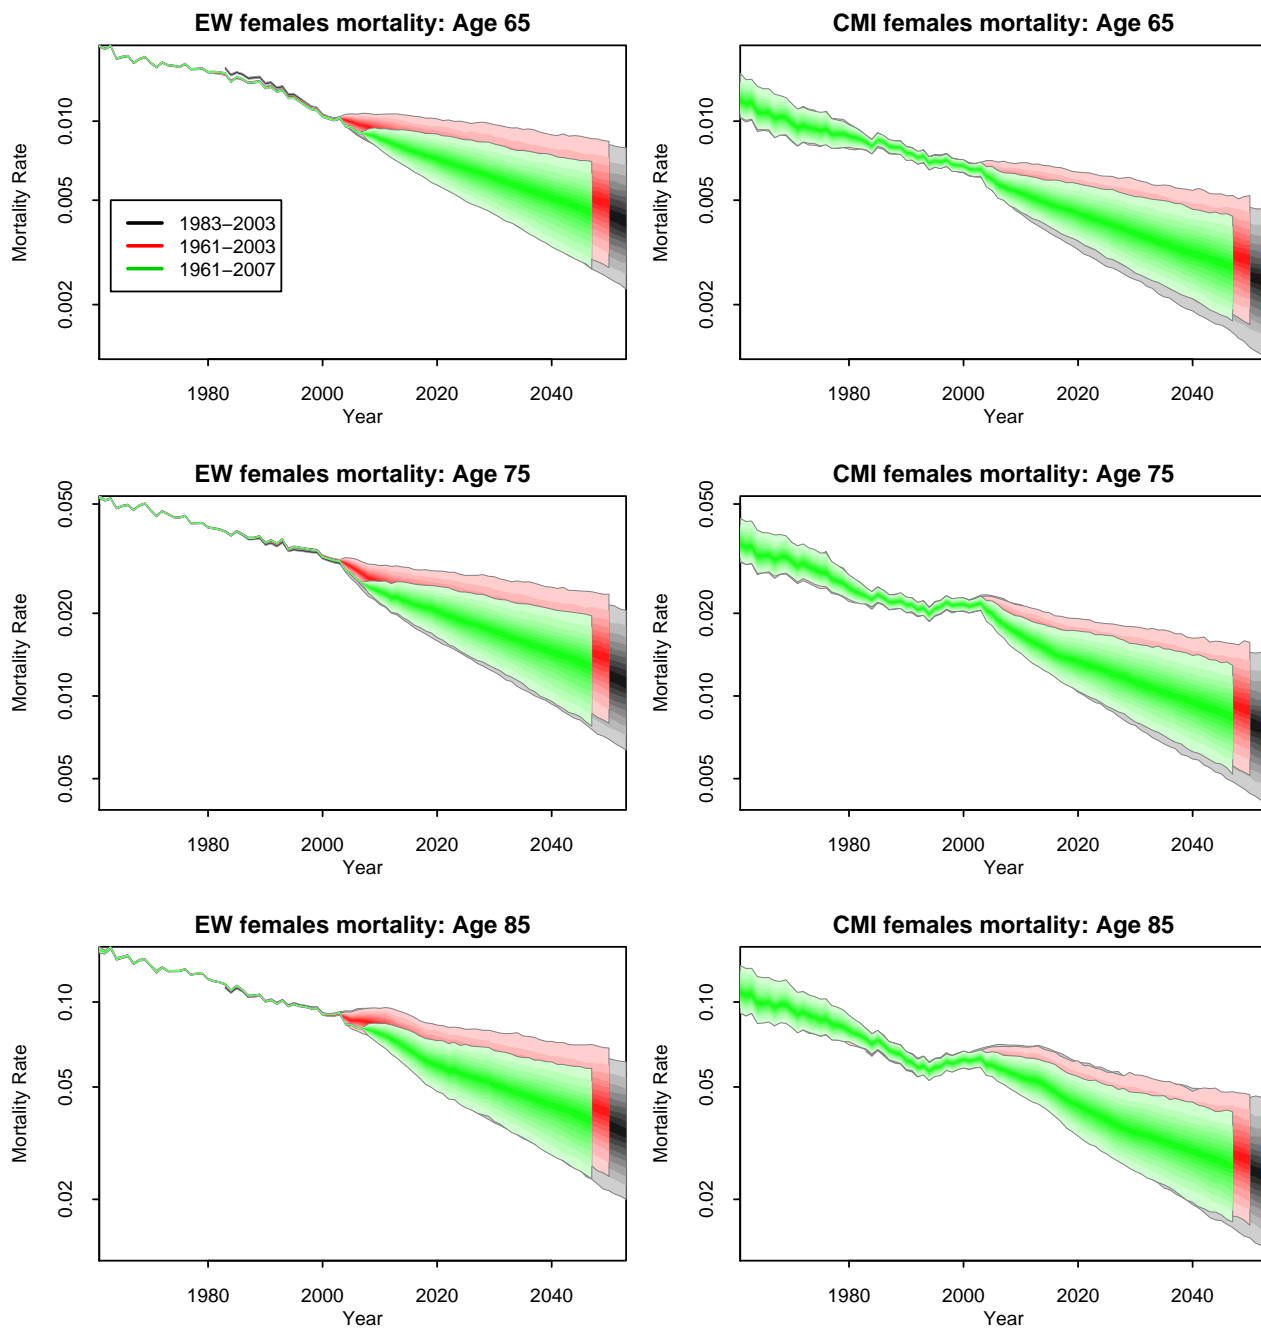 EW females mortality: Age 65
Mortality Rate
0.010
0.005
0.002
1983−2003
1961−2003
1961−2007
1980 2000 2020 2040
Year
CMI females mortality: Age 65
Mortality Rate
0.010
0.005
0.002
1980 2000 2020 2040
Year
EW females mortality: Age 75
Mortality Rate
0.050
0.020
0.010
0.005
1980 2000 2020 2040
Year
CMI females mortality: Age 75
Mortality Rate
0.050
0.020
0.010
0.005
1980 2000 2020 2040
Year
EW females mortality: Age 85
Mortality Rate
0.10
0.05
0.02
1980 2000 2020 2040
Year
CMI females mortality: Age 85
Mortality Rate
0.10
0.05
0.02
1980 2000 2020 2040
Year